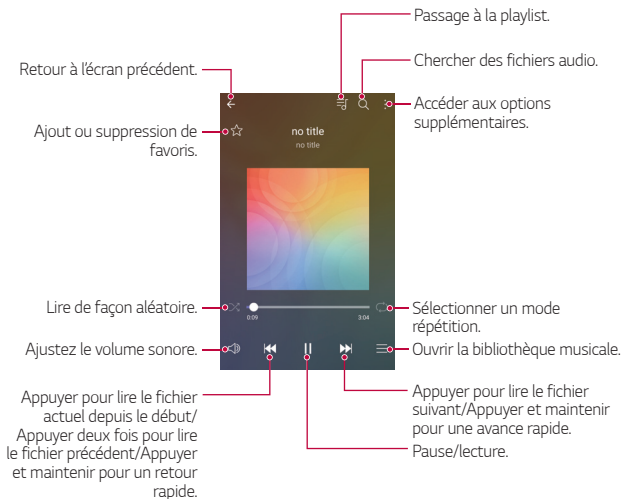 Passage à la playlist.
Chercher des fichiers audio.
Retour à l'écran précédent.
Accéder aux options
supplémentaires.
Ajout ou suppression de
favoris.
no title
no title
Lire de façon aléatoire.
0:09
3:04
Sélectionner un mode
répétition.
Ajustez le volume sonore.
Ouvrir la bibliothèque musicale.
Appuyer pour lire le fichier
actuel depuis le début/
Appuyer deux fois pour lire
le fichier précédent/Appuyer
et maintenir pour un retour
rapide.
Appuyer pour lire le fichier
suivant/Appuyer et maintenir
pour une avance rapide.
Pause/lecture.